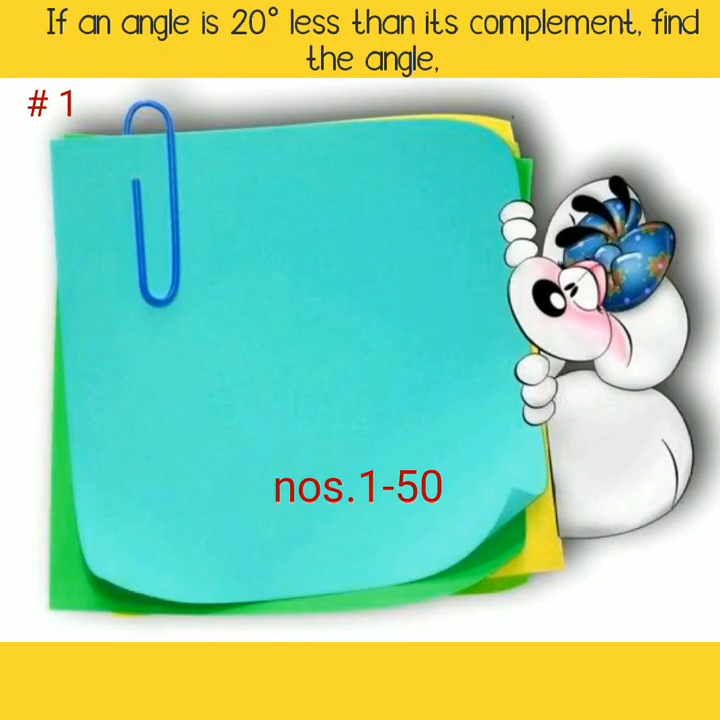 If an angle is 20° less than its complement, find
the angle,
# 1
nos.1-50